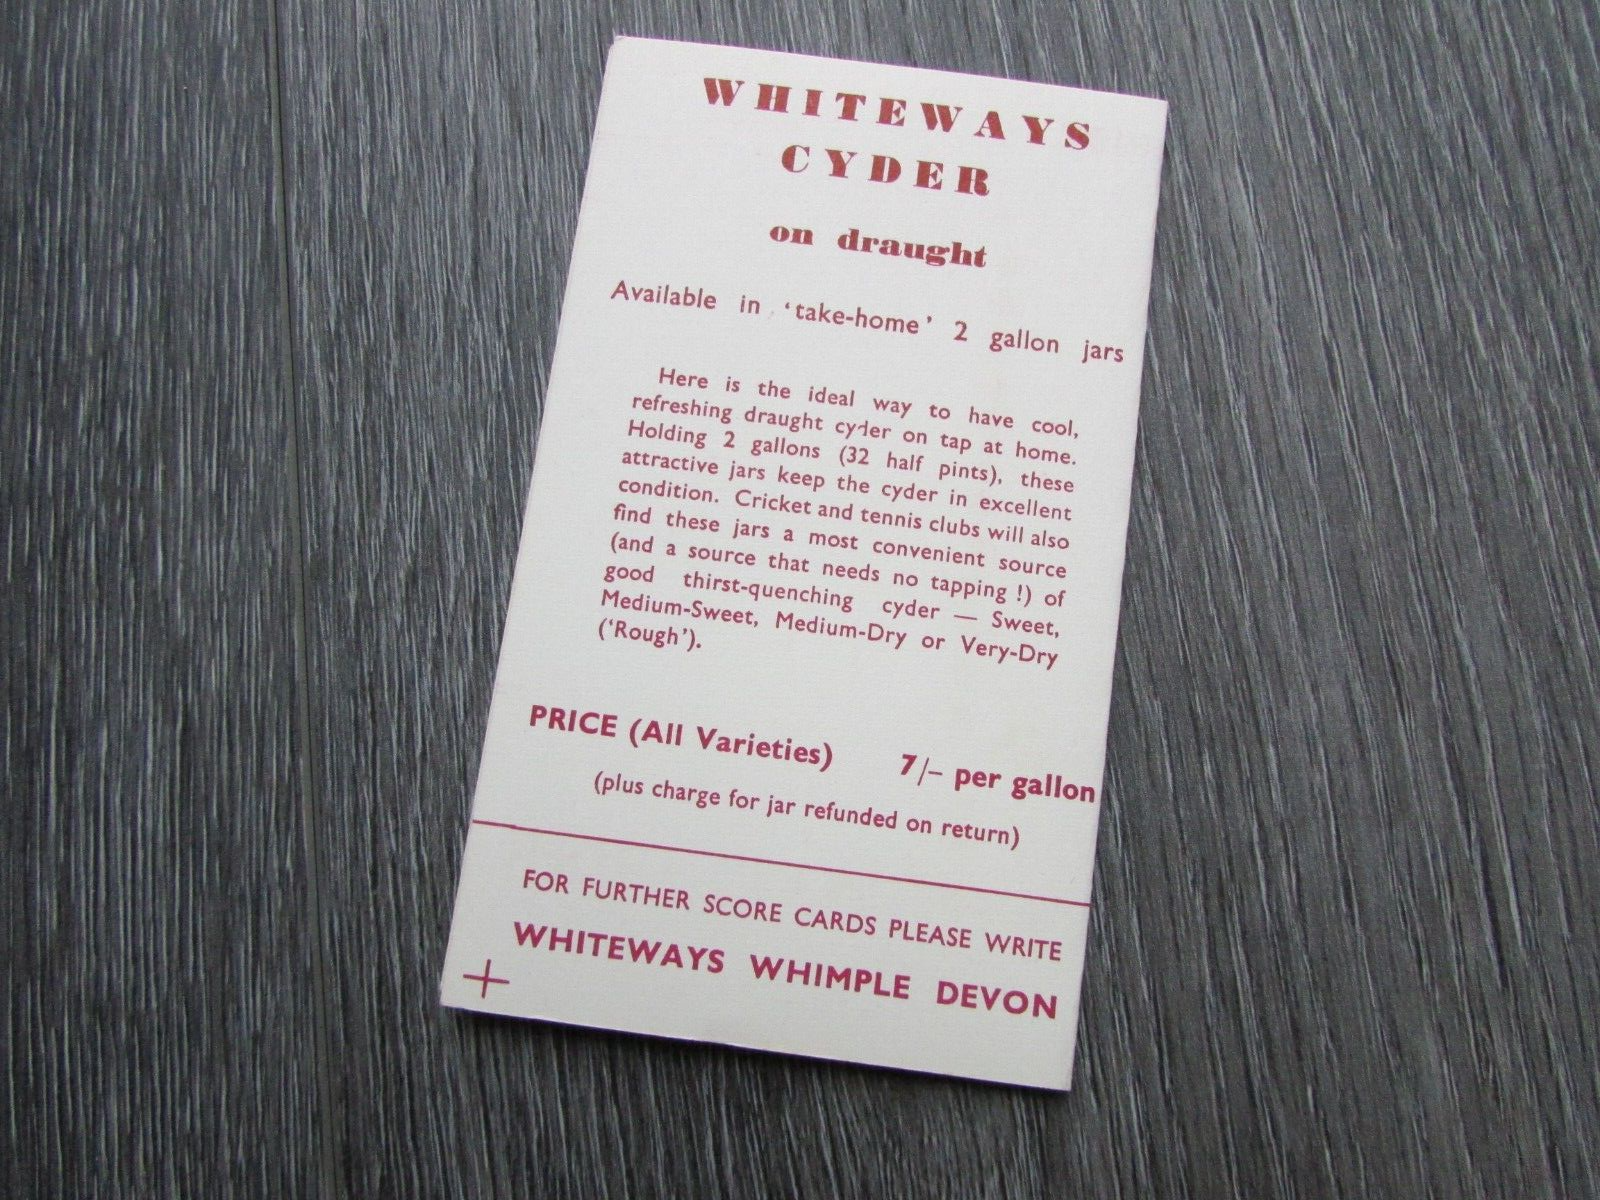 WHITEWAYS
CYDER
on draught
Available in ‘take-home’ 2 gallon jars
Here is the ideal way to have cool,
refreshing draught cyder on tap at home.
Holding 2 gallons (32 half pints), these
attractive jars keep the cyder in excellent
condition. Cricket and tennis clubs will also
find these jars a most convenient source
(and a source that needs no tapping !) of
good thirst-quenching cyder — Sweet,
Medium-Sweet, Medium-Dry or Very-Dry
(‘Rough’).
PRICE (All Varieties) 7/– per gallon
(plus charge for jar refunded on return)
FOR FURTHER SCORE CARDS PLEASE WRITE
WHITEWAYS WHIMPLE DEVON